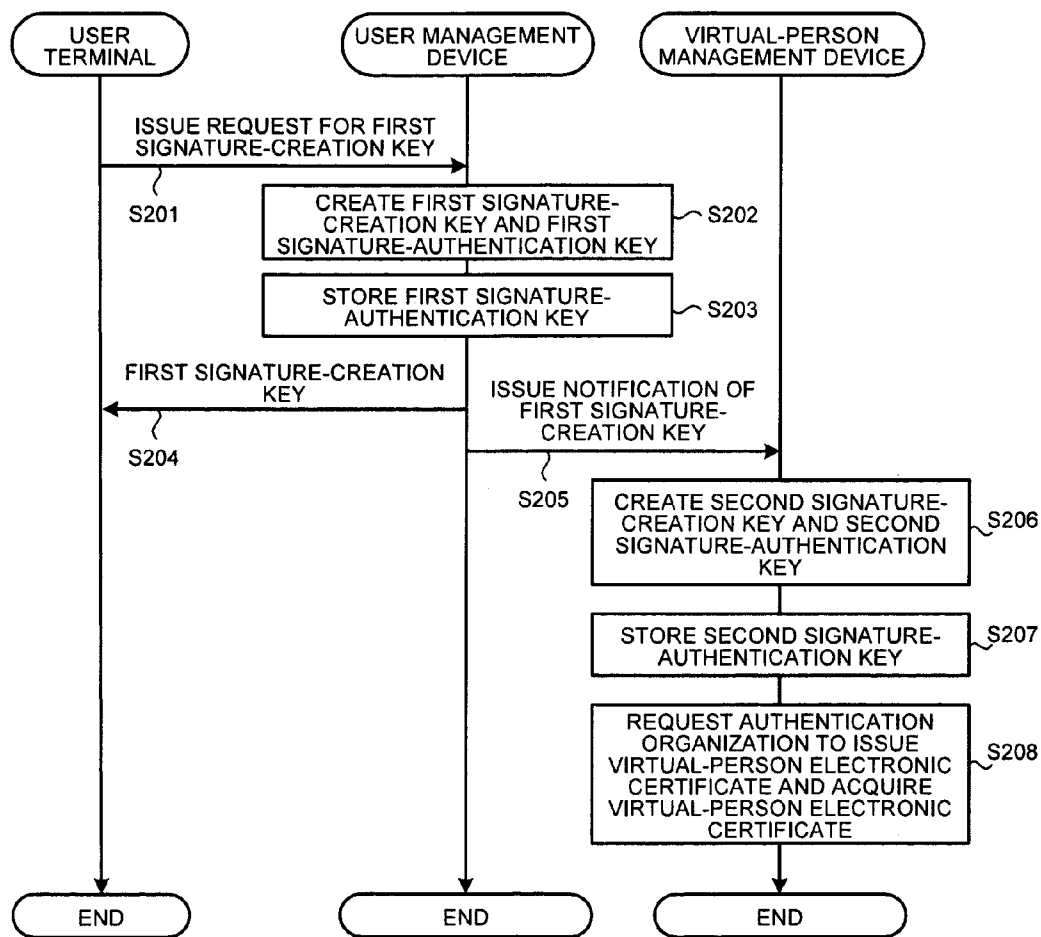 USER
TERMINAL
USER MANAGEMENT
DEVICE
VIRTUAL-PERSON
MANAGEMENT DEVICE
ISSUE REQUEST FOR FIRST
SIGNATURE-CREATION KEY
S201
CREATE FIRST SIGNATURE-
CREATION KEY AND FIRST
SIGNATURE-AUTHENTICATION KEY
S202
STORE FIRST SIGNATURE-
AUTHENTICATION KEY
S203
FIRST SIGNATURE-CREATION
KEY
S204
ISSUE NOTIFICATION OF
FIRST SIGNATURE-
CREATION KEY
S205
CREATE SECOND SIGNATURE-
CREATION KEY AND SECOND
SIGNATURE-AUTHENTICATION
KEY
S206
STORE SECOND SIGNATURE-
AUTHENTICATION KEY
S207
REQUEST AUTHENTICATION
ORGANIZATION TO ISSUE
VIRTUAL-PERSON ELECTRONIC
CERTIFICATE AND ACQUIRE
VIRTUAL-PERSON ELECTRONIC
CERTIFICATE
S208
END
END
END